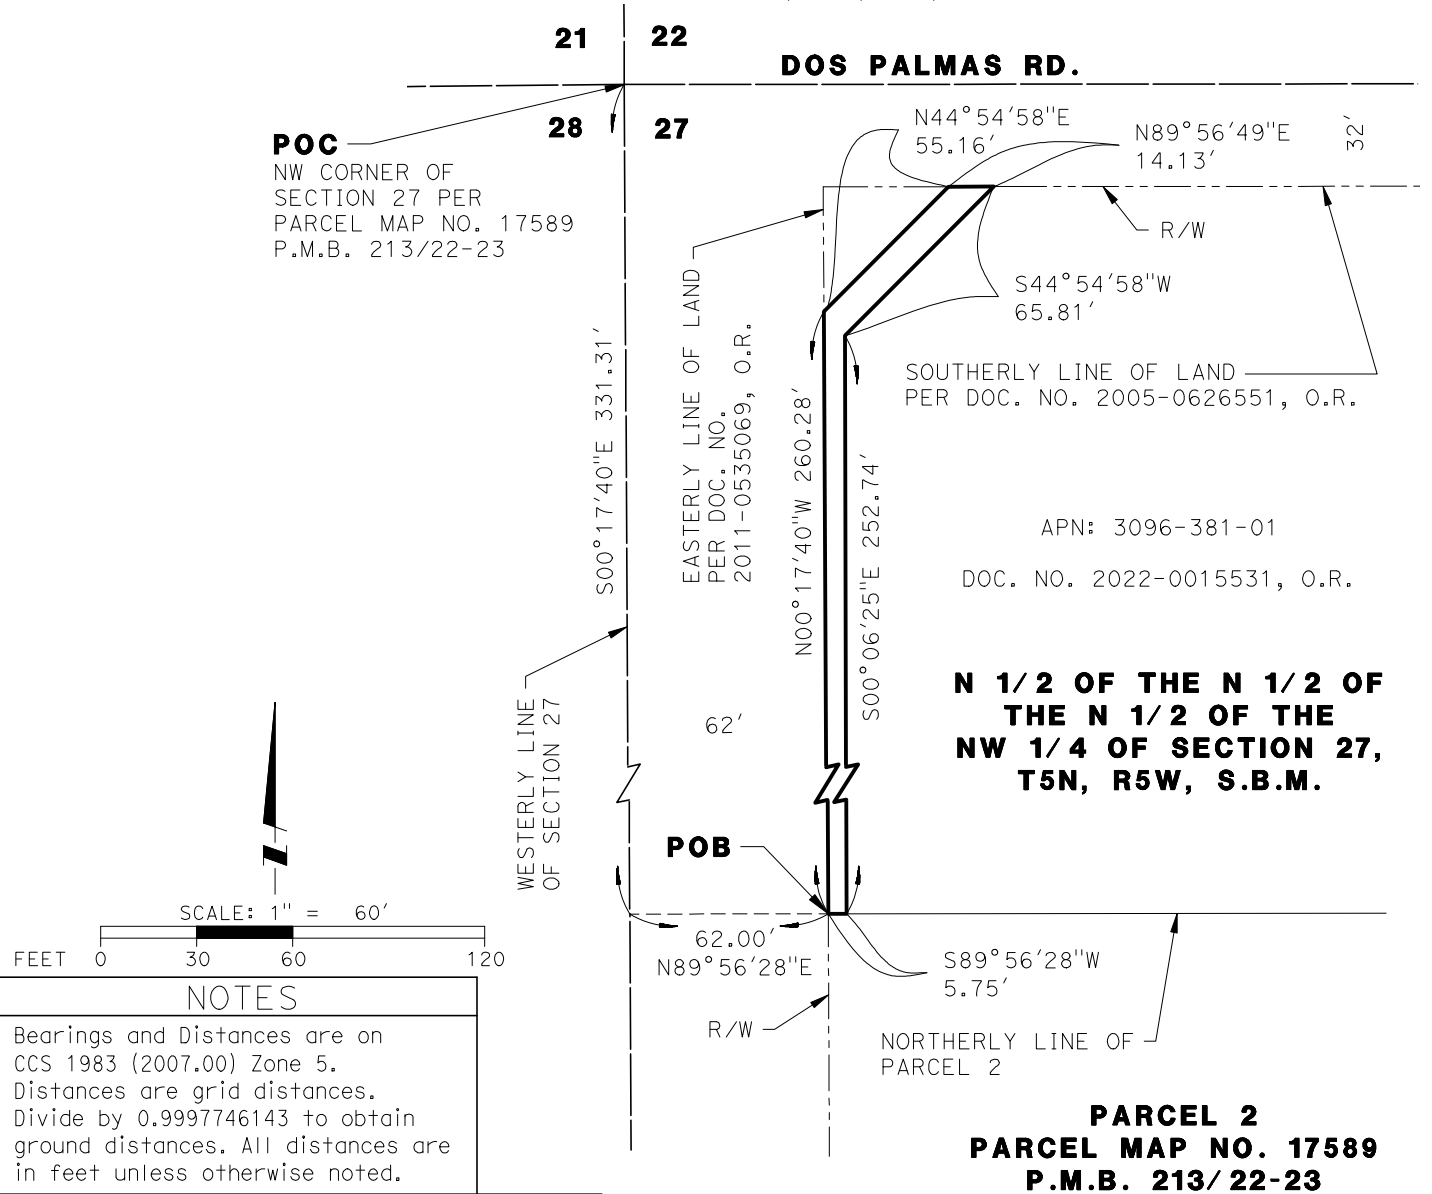 21
22
DOS PALMAS RD.
28
27
POC
NW CORNER OF
SECTION 27 PER
PARCEL MAP NO. 17589
P.M.B. 213/22-23
N44°54'58"E
55.16'
N89°56'49"E
14.13'
32'
R/W
S44°54'58"W
65.81'
SOUTHERLY LINE OF LAND
PER DOC. NO. 2005-0626551, O.R.
S00°17'40"E 331.31'
EASTERLY LINE OF LAND
PER DOC. NO.
2011-0535069, O.R.
N00°17'40"W 260.28'
S00°06'25"E 252.74'
APN: 3096-381-01
DOC. NO. 2022-0015531, O.R.
N 1/2 OF THE N 1/2 OF
THE N 1/2 OF THE
NW 1/4 OF SECTION 27,
T5N, R5W, S.B.M.
WESTERLY LINE
OF SECTION 27
62'
POB
62.00'
N89°56'28"E
S89°56'28"W
5.75'
R/W
NORTHERLY LINE OF
PARCEL 2
PARCEL 2
PARCEL MAP NO. 17589
P.M.B. 213/22-23
SCALE: 1" = 60'
FEET 0 30 60 120
NOTES
Bearings and Distances are on
CCS 1983 (2007.00) Zone 5.
Distances are grid distances.
Divide by 0.9997746143 to obtain
ground distances. All distances are
in feet unless otherwise noted.